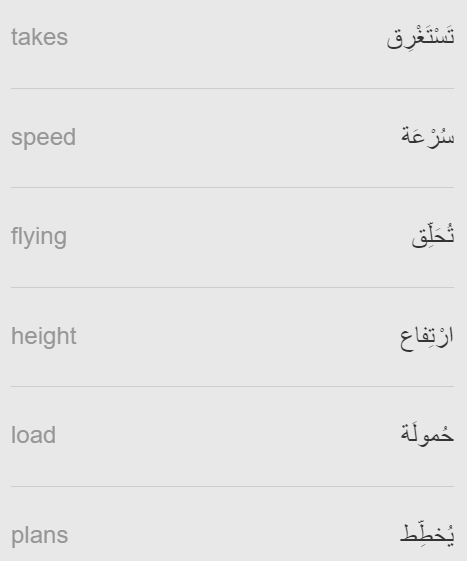 takes تَسْتَغْرِق
speed سُرْعَة
flying تُحَلِّق
height ارْتِفاع
load حُمولَة
plans يُخطِّط